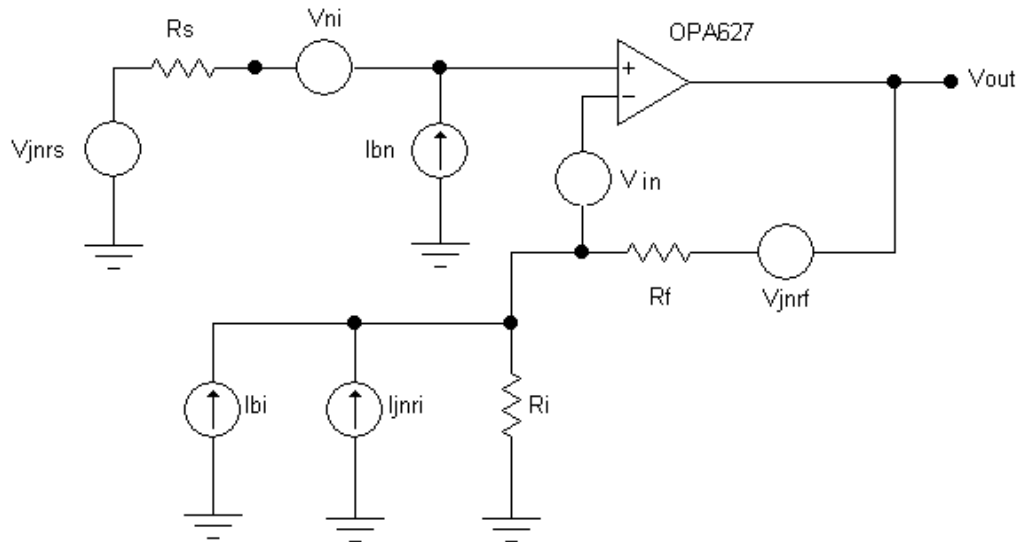 Vni
Rs
OPA627
+
Vout
Vjnrs
Ibn
−
Vin
Rf
Vjnrf
Ibi
Ijnri
Ri